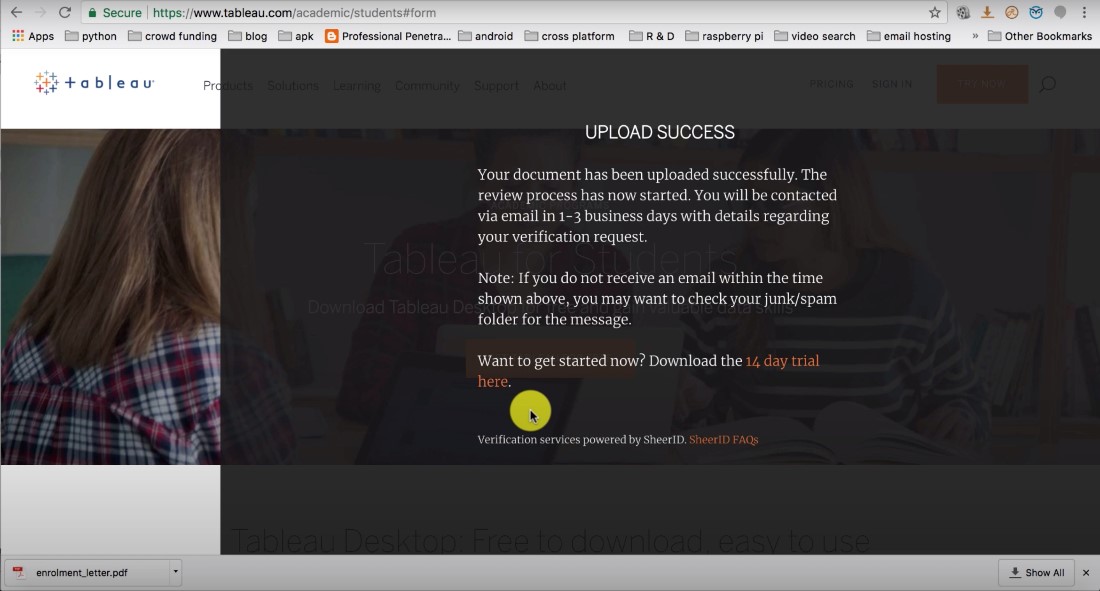 Secure https://www.tableau.com/academic/students#form
Apps python crowd funding blog apk Professional Penetra... android cross platform R & D raspberry pi video search email hosting » Other Bookmarks
+ableau
Products Solutions Learning Community Support About PRICING SIGN IN TRY NOW
UPLOAD SUCCESS
Your document has been uploaded successfully. The
review process has now started. You will be contacted
via email in 1-3 business days with details regarding
your verification request.
Tableau for Students
Note: If you do not receive an email within the time
shown above, you may want to check your junk/spam
folder for the message.
Download Tableau Desktop for free and gain valuable data skills
Want to get started now? Download the 14 day trial
here.
Verification services powered by SheerID. SheerID FAQs
Tableau Desktop: Free to download, easy to use
enrolment_letter.pdf Show All